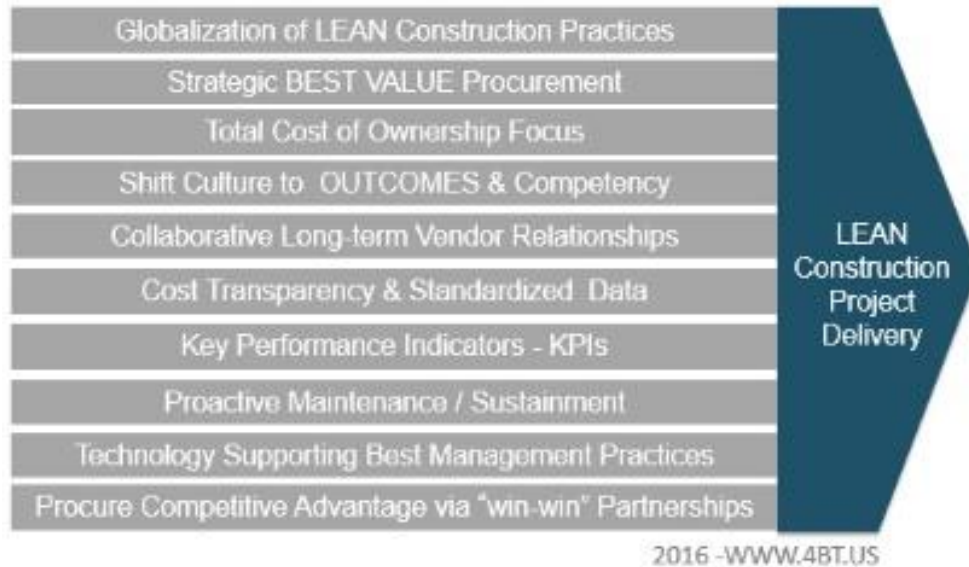 Globalization of LEAN Construction Practices
Strategic BEST VALUE Procurement
Total Cost of Ownership Focus
Shift Culture to OUTCOMES & Competency
Collaborative Long-term Vendor Relationships
Cost Transparency & Standardized Data
Key Performance Indicators - KPIs
Proactive Maintenance / Sustainment
Technology Supporting Best Management Practices
Procure Competitive Advantage via "win-win" Partnerships
LEAN
Construction
Project
Delivery
2016 -WWW.4BT.US